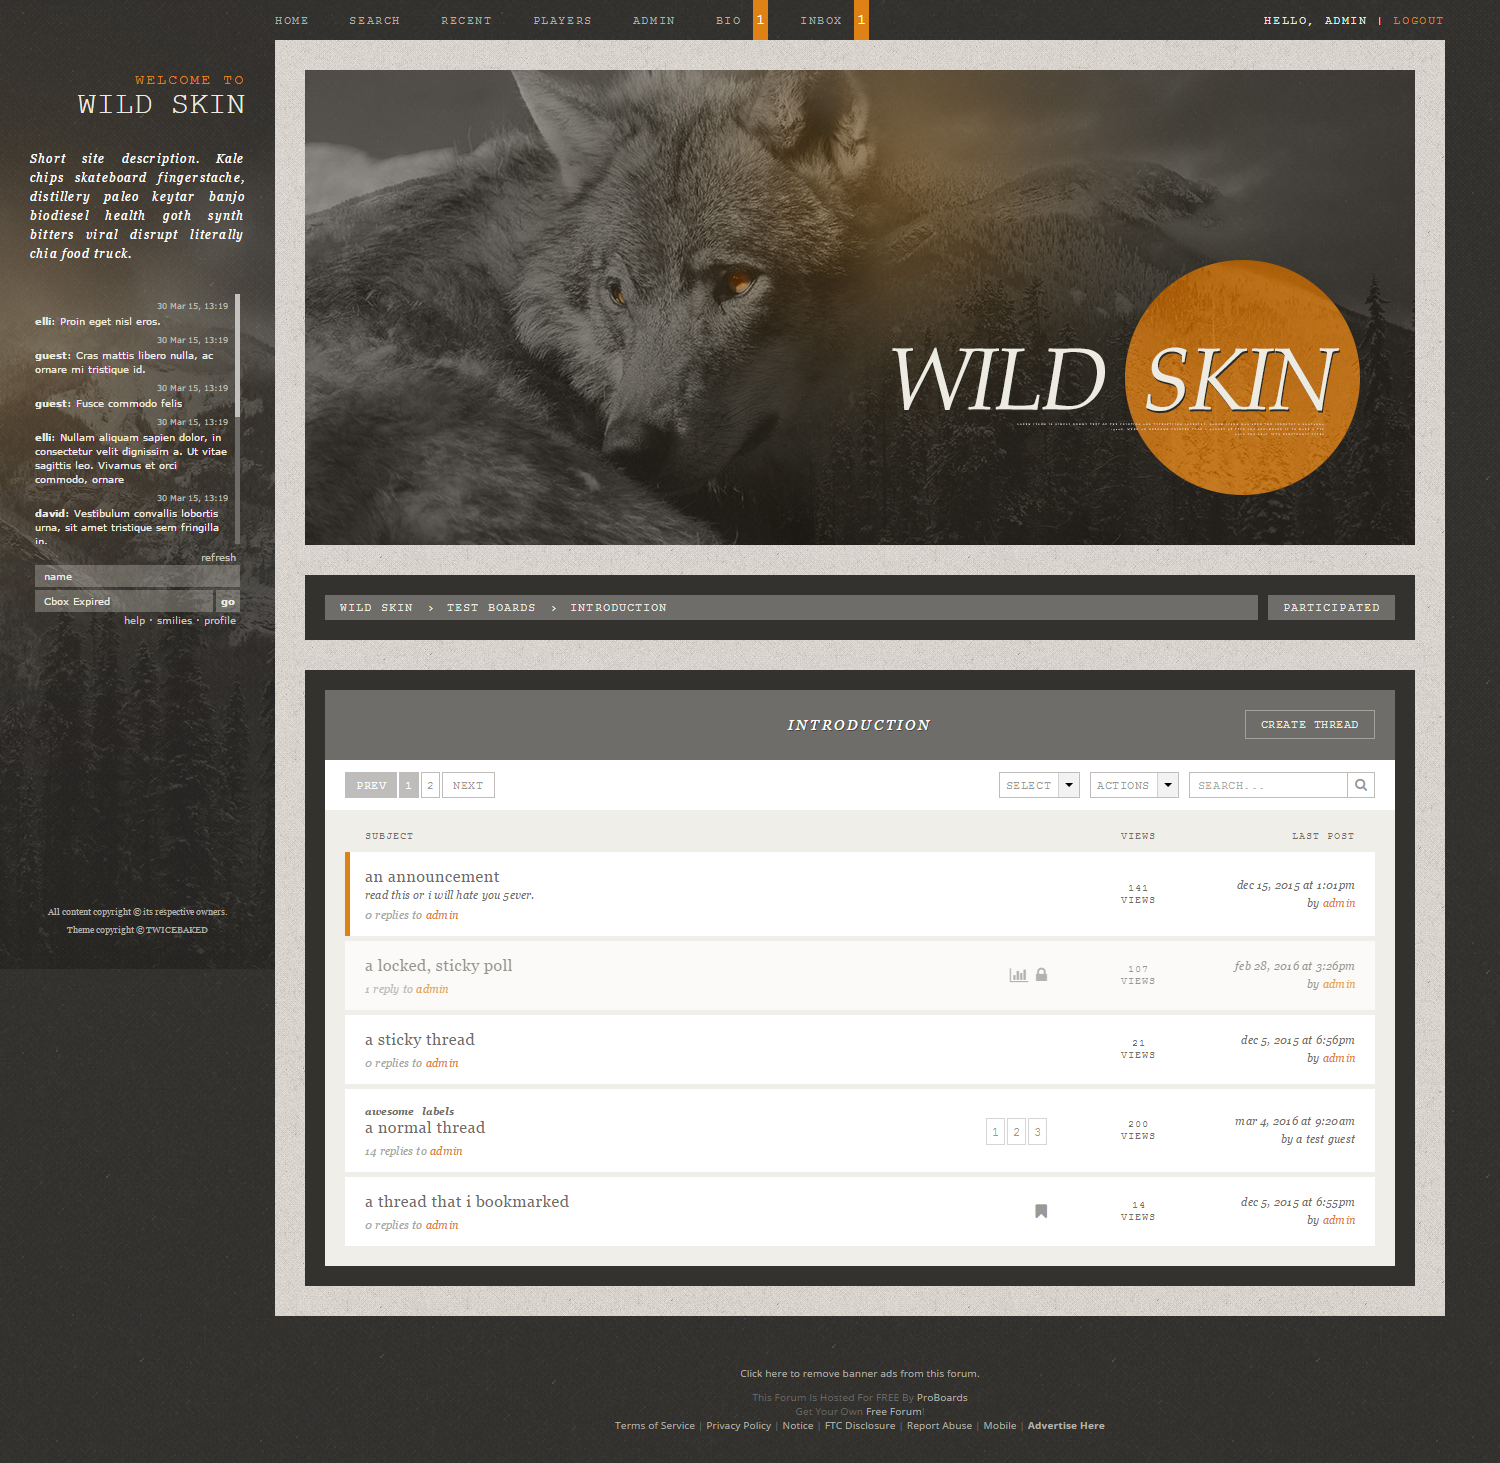 HOME SEARCH RECENT PLAYERS ADMIN BIO 1 INBOX 1 HELLO, ADMIN | LOGOUT
WELCOME TO
WILD SKIN
Short site description. Kale
chips skateboard fingerstache,
distillery paleo keytar banjo
biodiesel health goth synth
bitters viral disrupt literally
chia food truck.
30 Mar 15, 13:19
elli: Proin eget nisl eros.
30 Mar 15, 13:19
guest: Cras mattis libero nulla, ac
ornare mi tristique id.
30 Mar 15, 13:19
guest: Fusce commodo felis
30 Mar 15, 13:19
elli: Nullam aliquam sapien dolor, in
consectetur velit dignissim a. Ut vitae
sagittis leo. Vivamus et orci
commodo, ornare
30 Mar 15, 13:19
david: Vestibulum convallis lobortis
urna, sit amet tristique sem fringilla
in.
refresh
name
Cbox Expired go
help · smilies · profile
All content copyright © its respective owners.
Theme copyright © TWICEBAKED
WILD SKIN
WILD SKIN › TEST BOARDS › INTRODUCTION PARTICIPATED
INTRODUCTION CREATE THREAD
PREV 1 2 NEXT SELECT ACTIONS SEARCH...
SUBJECT VIEWS LAST POST
an announcement
read this or i will hate you 5ever.
0 replies to admin
141
VIEWS
dec 15, 2015 at 1:01pm
by admin
a locked, sticky poll
1 reply to admin
107
VIEWS
feb 28, 2016 at 3:26pm
by admin
a sticky thread
0 replies to admin
21
VIEWS
dec 5, 2015 at 6:56pm
by admin
awesome labels
a normal thread
14 replies to admin
1 2 3
200
VIEWS
mar 4, 2016 at 9:20am
by a test guest
a thread that i bookmarked
0 replies to admin
14
VIEWS
dec 5, 2015 at 6:55pm
by admin
Click here to remove banner ads from this forum.
This Forum Is Hosted For FREE By ProBoards
Get Your Own Free Forum!
Terms of Service | Privacy Policy | Notice | FTC Disclosure | Report Abuse | Mobile | Advertise Here